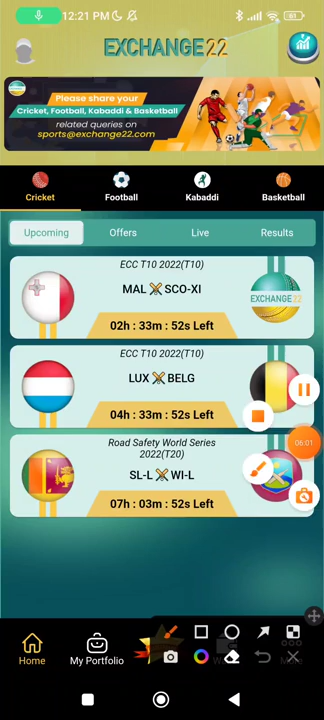 12:21 PM
EXCHANGE22
Please share your
Cricket, Football, Kabaddi & Basketball
related queries on
sports@exchange22.com
Cricket Football Kabaddi Basketball
Upcoming Offers Live Results
ECC T10 2022(T10)
MAL SCO-XI
EXCHANGE 22
02h : 33m : 52s Left
ECC T10 2022(T10)
LUX BELG
04h : 33m : 52s Left
06:01
Road Safety World Series
2022(T20)
SL-L WI-L
07h : 03m : 52s Left
Home My Portfolio